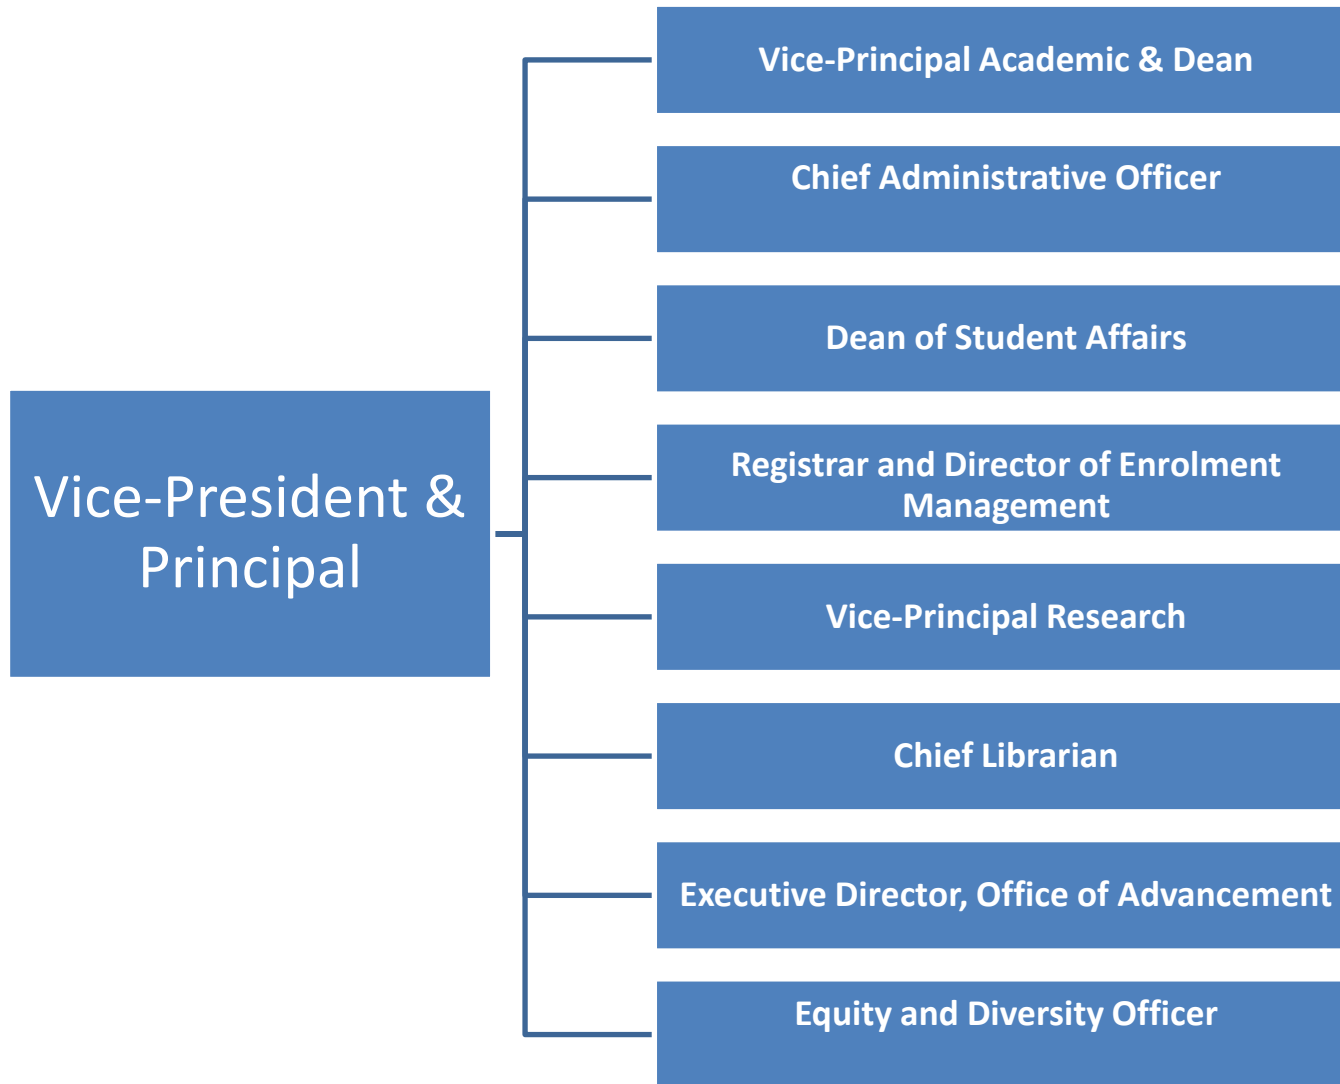 Vice-President &
Principal
Vice-Principal Academic & Dean
Chief Administrative Officer
Dean of Student Affairs
Registrar and Director of Enrolment
Management
Vice-Principal Research
Chief Librarian
Executive Director, Office of Advancement
Equity and Diversity Officer